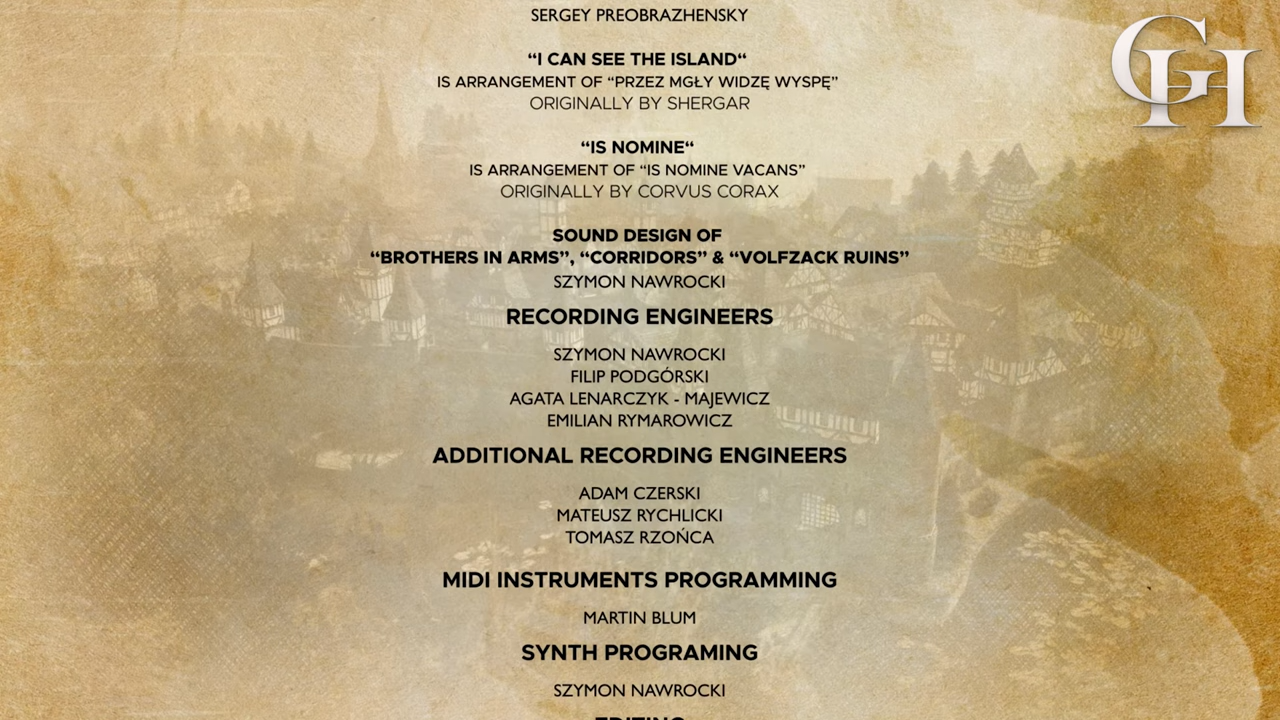 SERGEY PREOBRAZHENSKY
“I CAN SEE THE ISLAND“
IS ARRANGEMENT OF “PRZEZ MGŁY WIDZĘ WYSPĘ”
ORIGINALLY BY SHERGAR
“IS NOMINE“
IS ARRANGEMENT OF “IS NOMINE VACANS”
ORIGINALLY BY CORVUS CORAX
SOUND DESIGN OF
“BROTHERS IN ARMS”, “CORRIDORS” & “VOLFZACK RUINS”
SZYMON NAWROCKI
RECORDING ENGINEERS
SZYMON NAWROCKI
FILIP PODGÓRSKI
AGATA LENARCZYK - MAJEWICZ
EMILIAN RYMAROWICZ
ADDITIONAL RECORDING ENGINEERS
ADAM CZERSKI
MATEUSZ RYCHLICKI
TOMASZ RZOŃCA
MIDI INSTRUMENTS PROGRAMMING
MARTIN BLUM
SYNTH PROGRAMING
SZYMON NAWROCKI
EDITING
GH